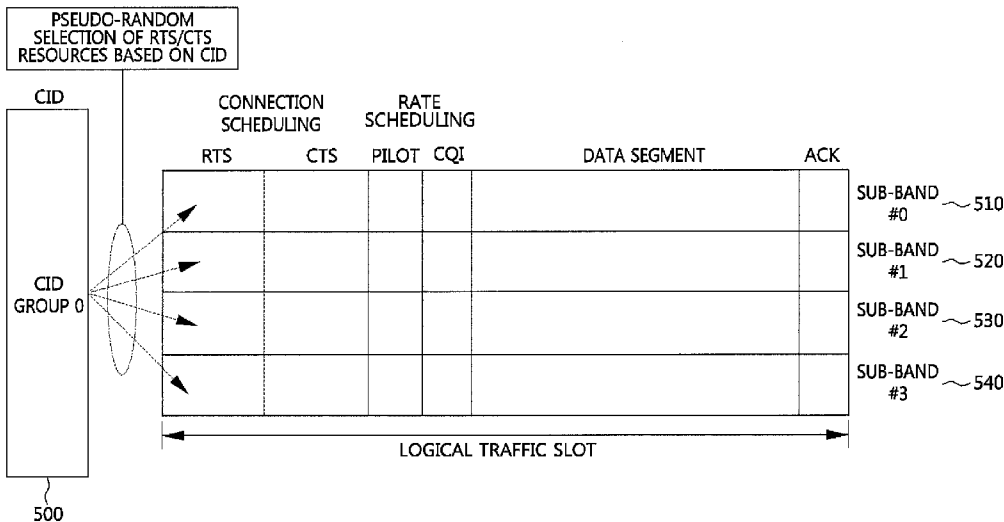 PSEUDO-RANDOM
SELECTION OF RTS/CTS
RESOURCES BASED ON CID
CID
CID
GROUP 0
500
CONNECTION
SCHEDULING
RATE
SCHEDULING
RTS
CTS
PILOT
CQI
DATA SEGMENT
ACK
SUB-BAND
#0
510
SUB-BAND
#1
520
SUB-BAND
#2
530
SUB-BAND
#3
540
LOGICAL TRAFFIC SLOT